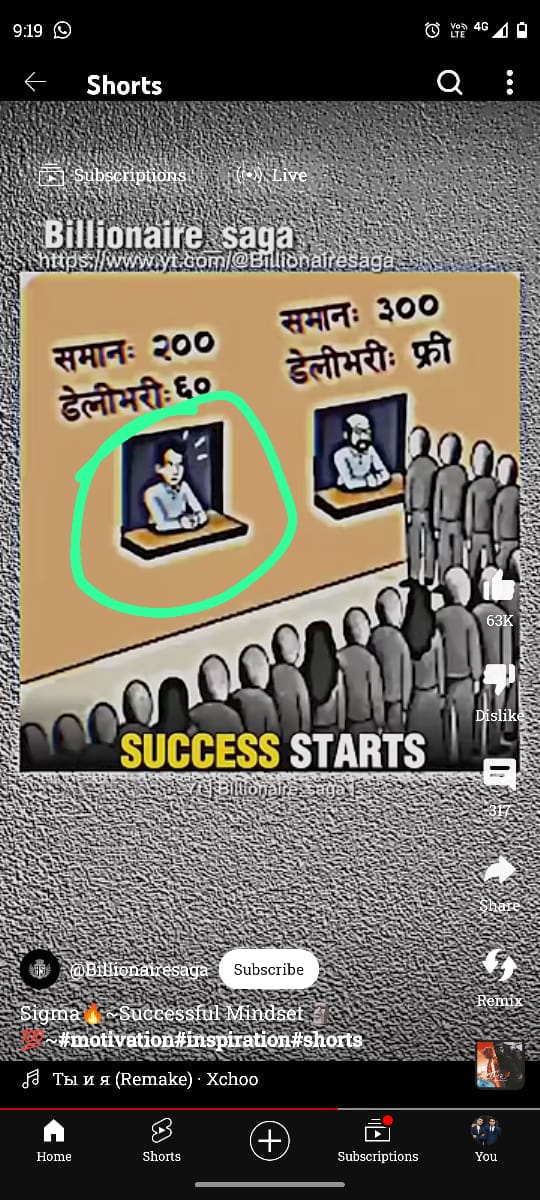 9:19
Vo)) LTE 4G
Shorts
Subscriptions
Live
Billionaire_saga
https://www.yt.com/@Billionairesaga
समानः २००
डेलीभरीः ६०
समानः ३००
डेलीभरीः फ्री
63K
Dislike
SUCCESS STARTS
Billionaire_saga
317
Share
@Billionairesaga
Subscribe
Remix
Sigma🔥~Successful Mindset 🗿
💯~#motivation#inspiration#shorts
Ты и я (Remake) · Xchoo
Home
Shorts
Subscriptions
You